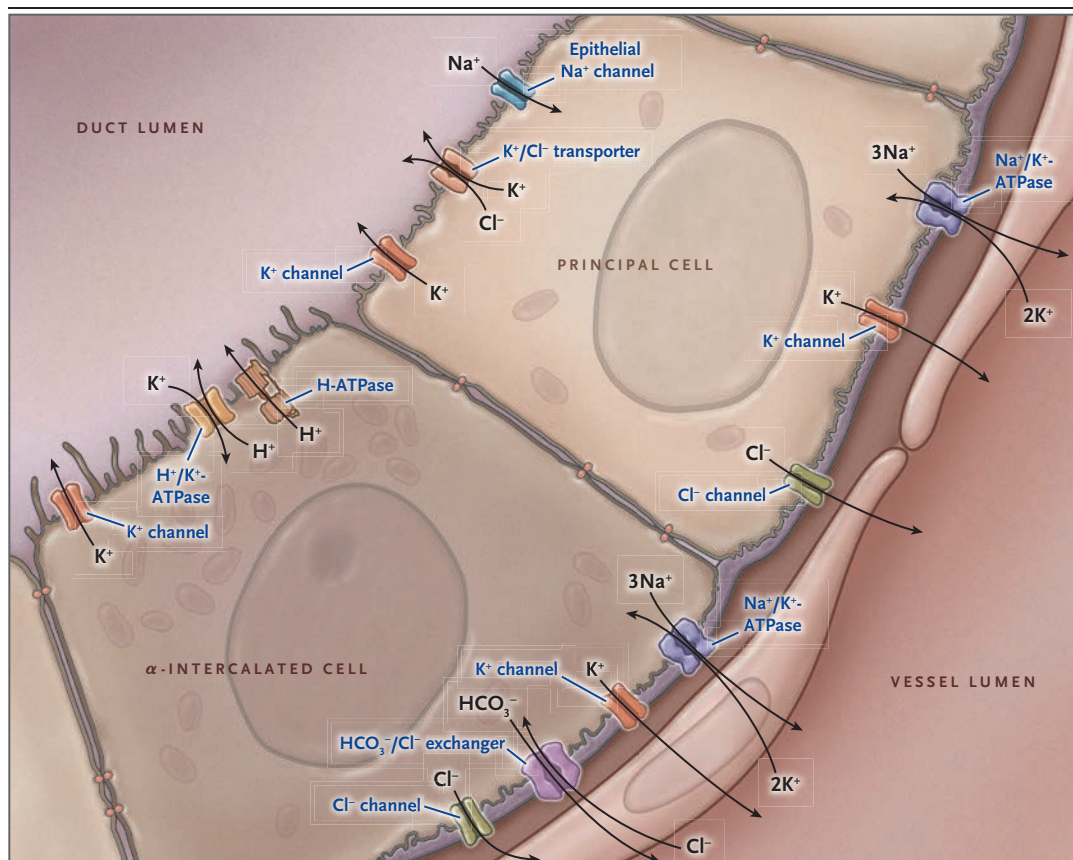 Epithelial
Na⁺ channel
Na⁺
DUCT LUMEN
K⁺/Cl⁻ transporter
K⁺
Cl⁻
3Na⁺
Na⁺/K⁺-
ATPase
K⁺ channel
K⁺
PRINCIPAL CELL
K⁺
K⁺ channel
2K⁺
K⁺
H-ATPase
H⁺
H⁺
H⁺/K⁺-
ATPase
K⁺ channel
K⁺
Cl⁻
Cl⁻ channel
3Na⁺
Na⁺/K⁺-
ATPase
α-INTERCALATED CELL
K⁺ channel
K⁺
VESSEL LUMEN
HCO₃⁻
HCO₃⁻/Cl⁻ exchanger
Cl⁻
2K⁺
Cl⁻ channel
Cl⁻